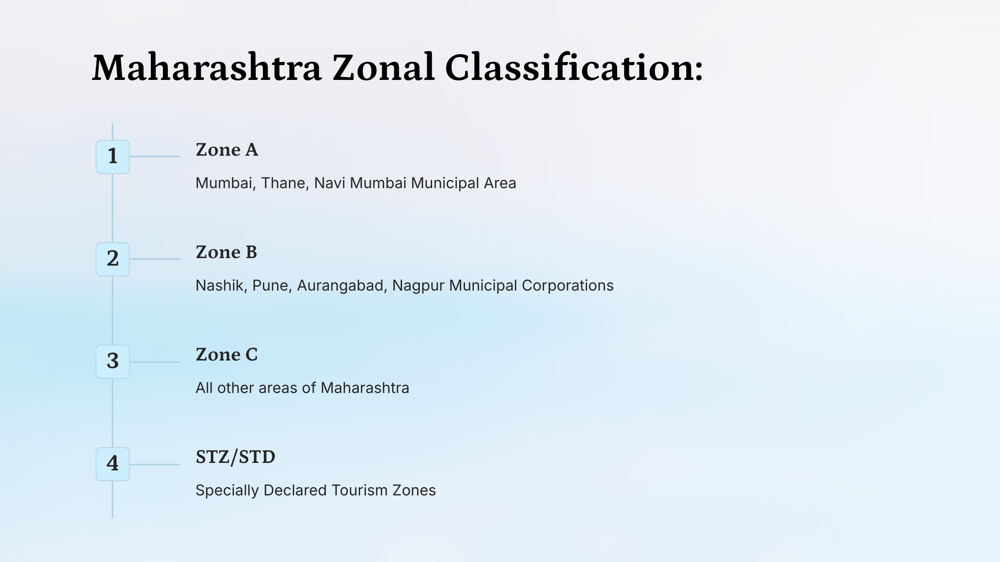 Maharashtra Zonal Classification:
1
Zone A
Mumbai, Thane, Navi Mumbai Municipal Area
2
Zone B
Nashik, Pune, Aurangabad, Nagpur Municipal Corporations
3
Zone C
All other areas of Maharashtra
4
STZ/STD
Specially Declared Tourism Zones